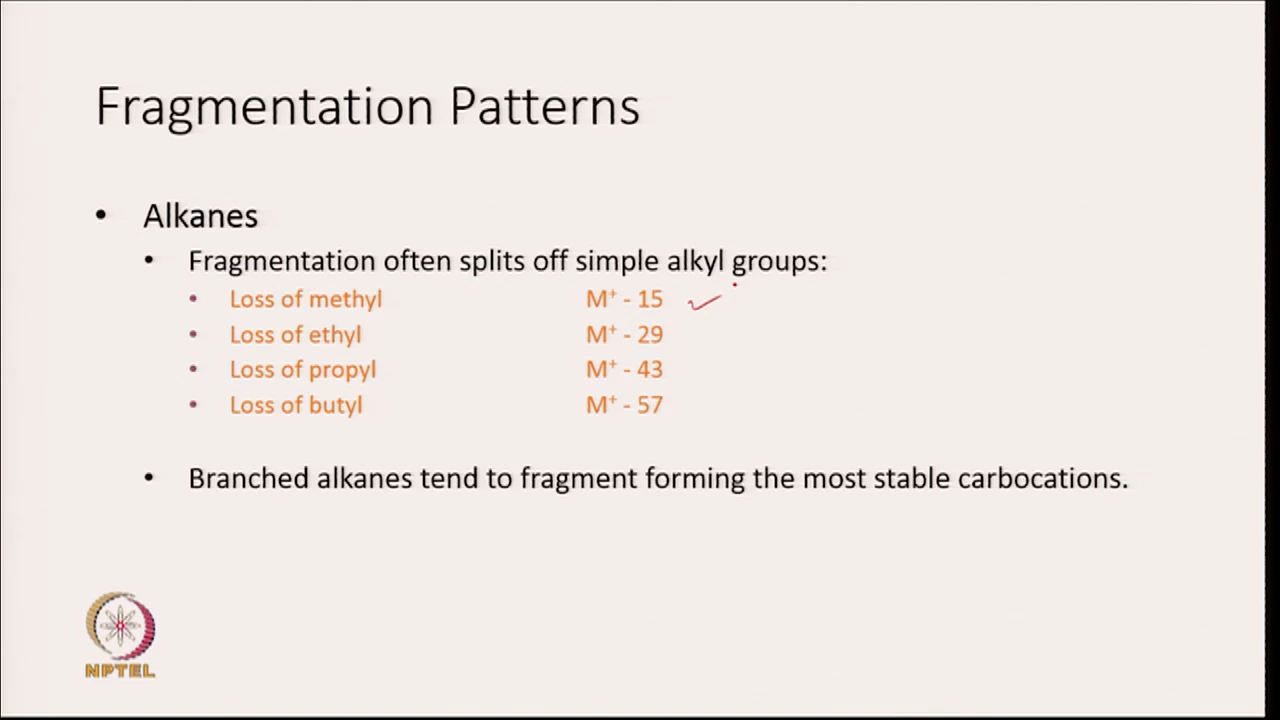 Fragmentation Patterns
• Alkanes
• Fragmentation often splits off simple alkyl groups:
• Loss of methyl M⁺ - 15
• Loss of ethyl M⁺ - 29
• Loss of propyl M⁺ - 43
• Loss of butyl M⁺ - 57
• Branched alkanes tend to fragment forming the most stable carbocations.
NPTEL